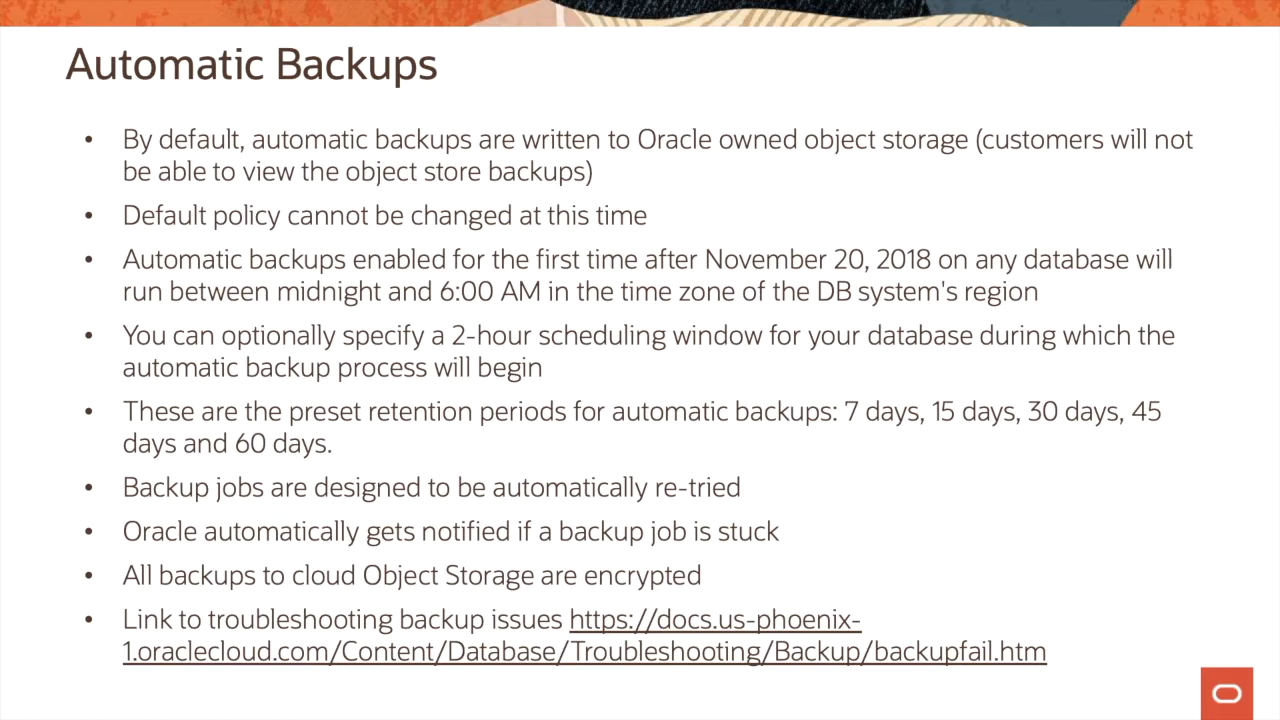 Automatic Backups
• By default, automatic backups are written to Oracle owned object storage (customers will not
be able to view the object store backups)
• Default policy cannot be changed at this time
• Automatic backups enabled for the first time after November 20, 2018 on any database will
run between midnight and 6:00 AM in the time zone of the DB system's region
• You can optionally specify a 2-hour scheduling window for your database during which the
automatic backup process will begin
• These are the preset retention periods for automatic backups: 7 days, 15 days, 30 days, 45
days and 60 days.
• Backup jobs are designed to be automatically re-tried
• Oracle automatically gets notified if a backup job is stuck
• All backups to cloud Object Storage are encrypted
• Link to troubleshooting backup issues https://docs.us-phoenix-
1.oraclecloud.com/Content/Database/Troubleshooting/Backup/backupfail.htm